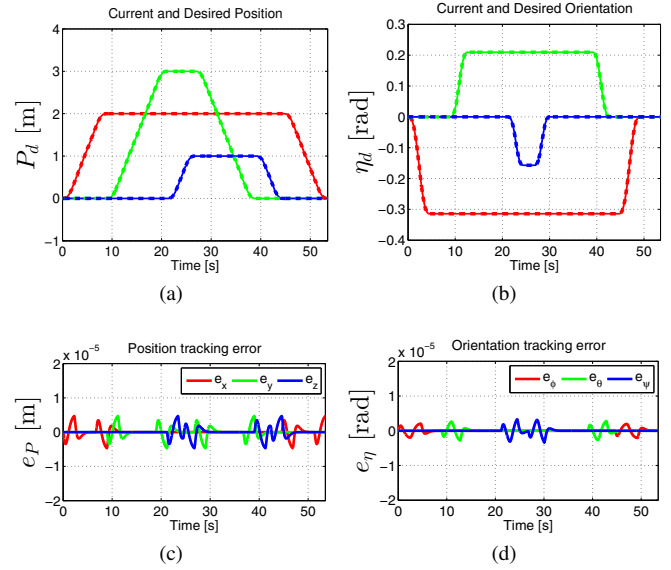 Current and Desired Position
P_d [m]
4
3
2
1
0
−1
0 10 20 30 40 50
Time [s]
(a)
Current and Desired Orientation
η_d [rad]
0.3
0.2
0.1
0
−0.1
−0.2
−0.3
−0.4
0 10 20 30 40 50
Time [s]
(b)
Position tracking error
x 10^-5
e_P [m]
2
1
0
−1
−2
e_x e_y e_z
0 10 20 30 40 50
Time [s]
(c)
Orientation tracking error
x 10^-5
e_η [rad]
2
1
0
−1
−2
e_ϕ e_θ e_ψ
0 10 20 30 40 50
Time [s]
(d)